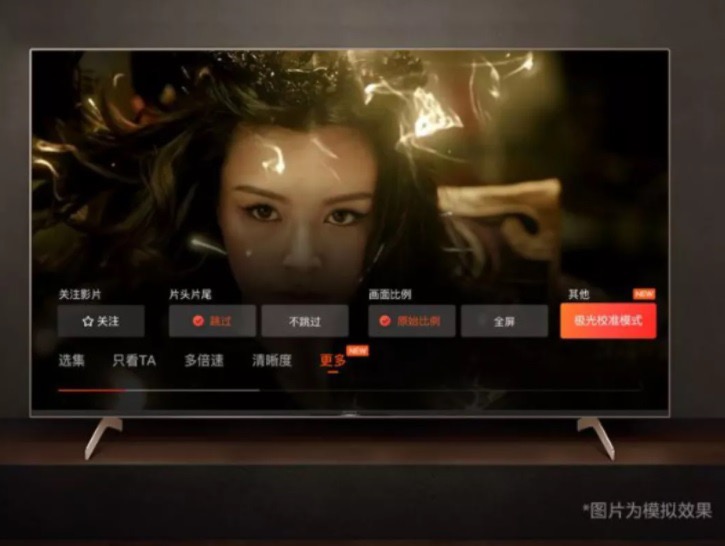 关注影片 片头片尾 画面比例 其他 NEW
关注 跳过 不跳过 原始比例 全屏 极光校准模式
选集 只看TA 多倍速 清晰度 更多 NEW
*图片为模拟效果